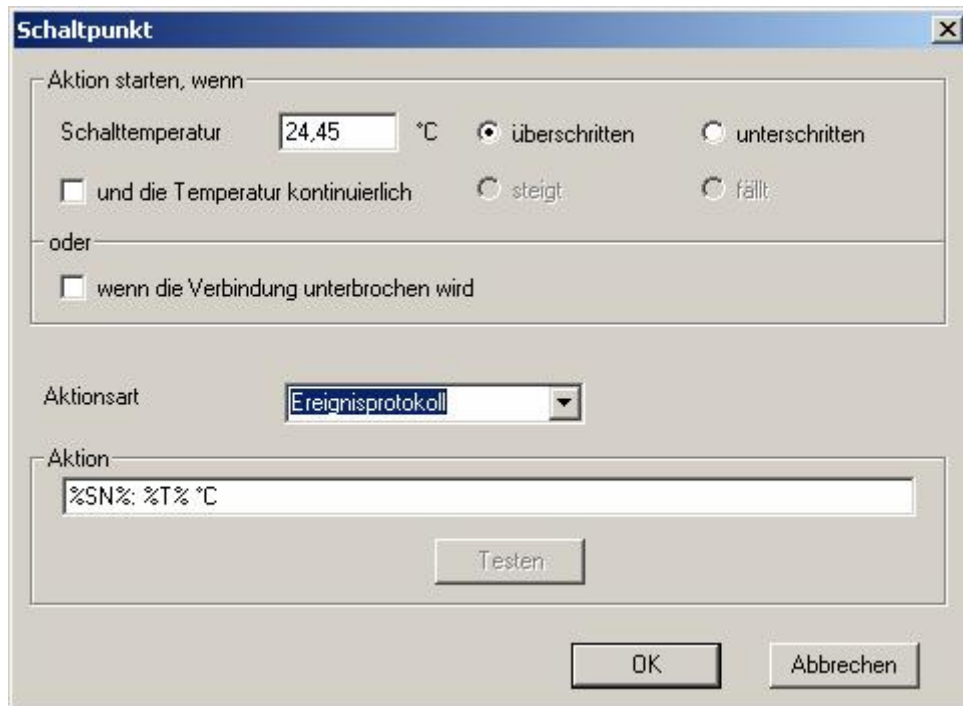 Schaltpunkt
Aktion starten, wenn
Schalttemperatur 24,45 °C überschritten unterschritten
und die Temperatur kontinuierlich steigt fällt
oder
wenn die Verbindung unterbrochen wird
Aktionsart Ereignisprotokoll
Aktion
%SN%: %T% °C
Testen
OK Abbrechen